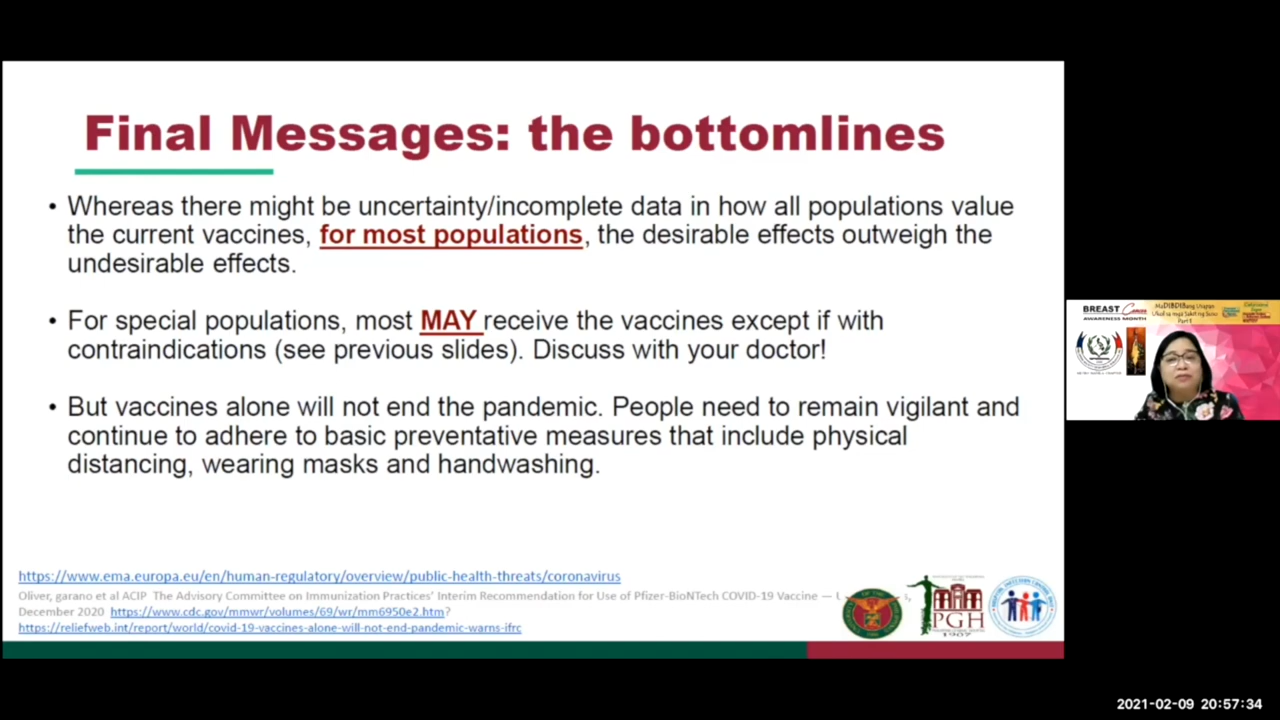 Final Messages: the bottomlines
• Whereas there might be uncertainty/incomplete data in how all populations value
the current vaccines, for most populations, the desirable effects outweigh the
undesirable effects.
• For special populations, most MAY receive the vaccines except if with
contraindications (see previous slides). Discuss with your doctor!
• But vaccines alone will not end the pandemic. People need to remain vigilant and
continue to adhere to basic preventative measures that include physical
distancing, wearing masks and handwashing.
https://www.ema.europa.eu/en/human-regulatory/overview/public-health-threats/coronavirus
Oliver, garano et al ACIP The Advisory Committee on Immunization Practices’ Interim Recommendation for Use of Pfizer-BioNTech COVID-19 Vaccine —
December 2020 https://www.cdc.gov/mmwr/volumes/69/wr/mm6950e2.htm?
https://reliefweb.int/report/world/covid-19-vaccines-alone-will-not-end-pandemic-warns-ifrc
PGH
1907
BREAST Cancer
AWARENESS MONTH
Part 1
2021-02-09 20:57:34